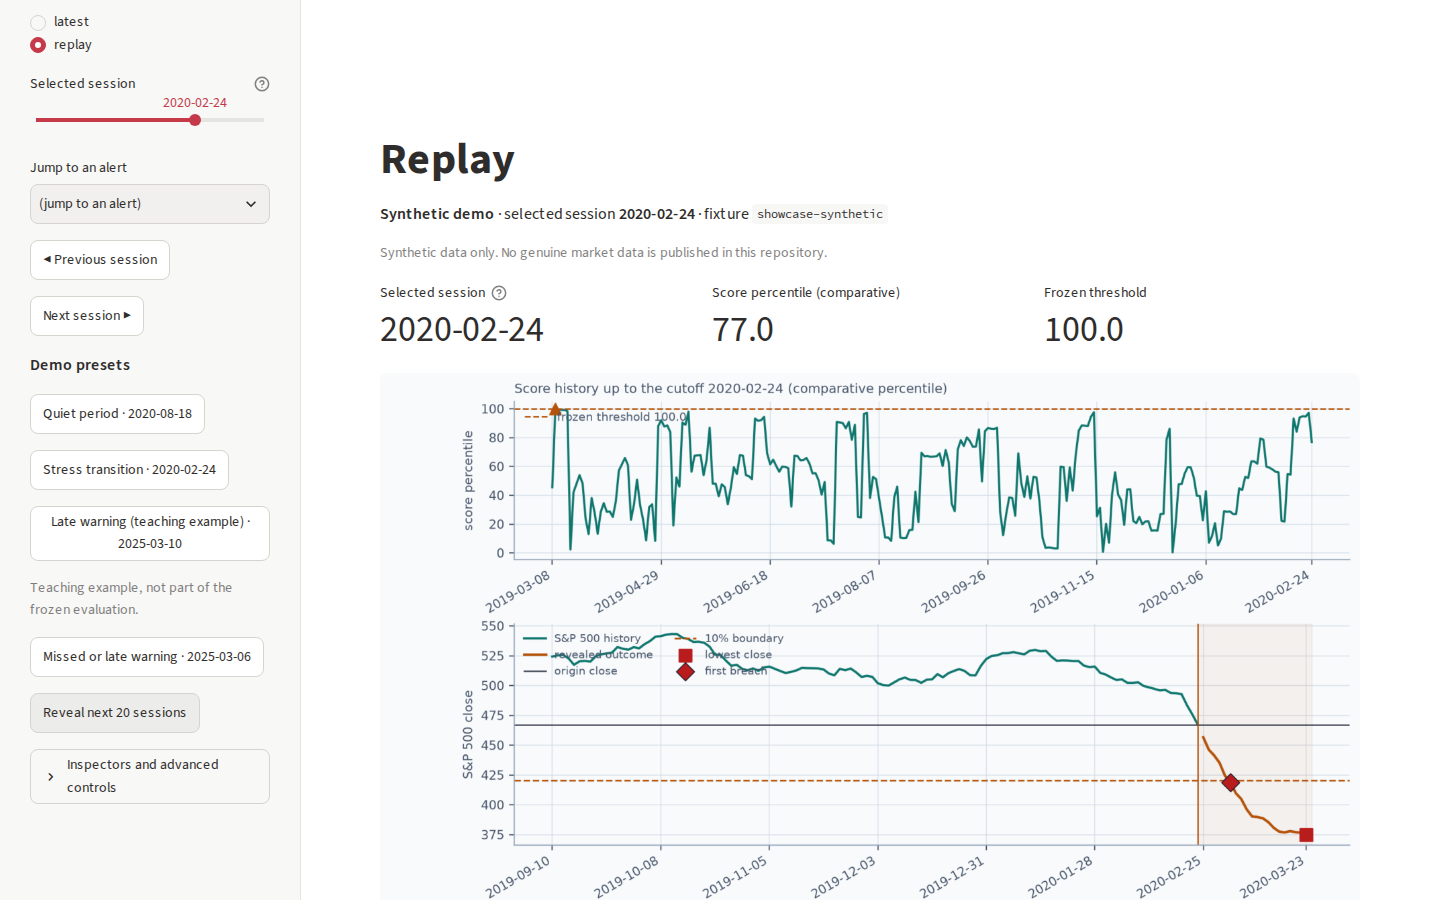 latest
replay
Selected session
2020-02-24
Jump to an alert
(jump to an alert)
◀ Previous session
Next session ▶
Demo presets
Quiet period · 2020-08-18
Stress transition · 2020-02-24
Late warning (teaching example) ·
2025-03-10
Teaching example, not part of the
frozen evaluation.
Missed or late warning · 2025-03-06
Reveal next 20 sessions
Inspectors and advanced
controls
Replay
Synthetic demo · selected session 2020-02-24 · fixture showcase-synthetic
Synthetic data only. No genuine market data is published in this repository.
Selected session
Score percentile (comparative)
Frozen threshold
2020-02-24
77.0
100.0
Score history up to the cutoff 2020-02-24 (comparative percentile)
score percentile
100
80
60
40
20
0
frozen threshold 100.0
2019-03-08
2019-04-29
2019-06-18
2019-08-07
2019-09-26
2019-11-15
2020-01-06
2020-02-24
S&P 500 close
550
525
500
475
450
425
400
375
S&P 500 history
revealed outcome
origin close
10% boundary
lowest close
first breach
2019-09-10
2019-10-08
2019-11-05
2019-12-03
2019-12-31
2020-01-28
2020-02-25
2020-03-23